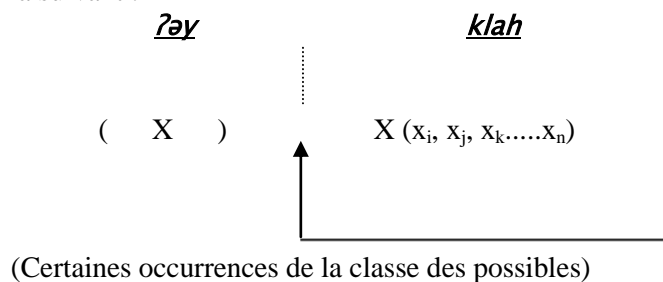 ʔəy klah
( X ) X (xᵢ, xⱼ, xₖ.....xₙ)
(Certaines occurrences de la classe des possibles)